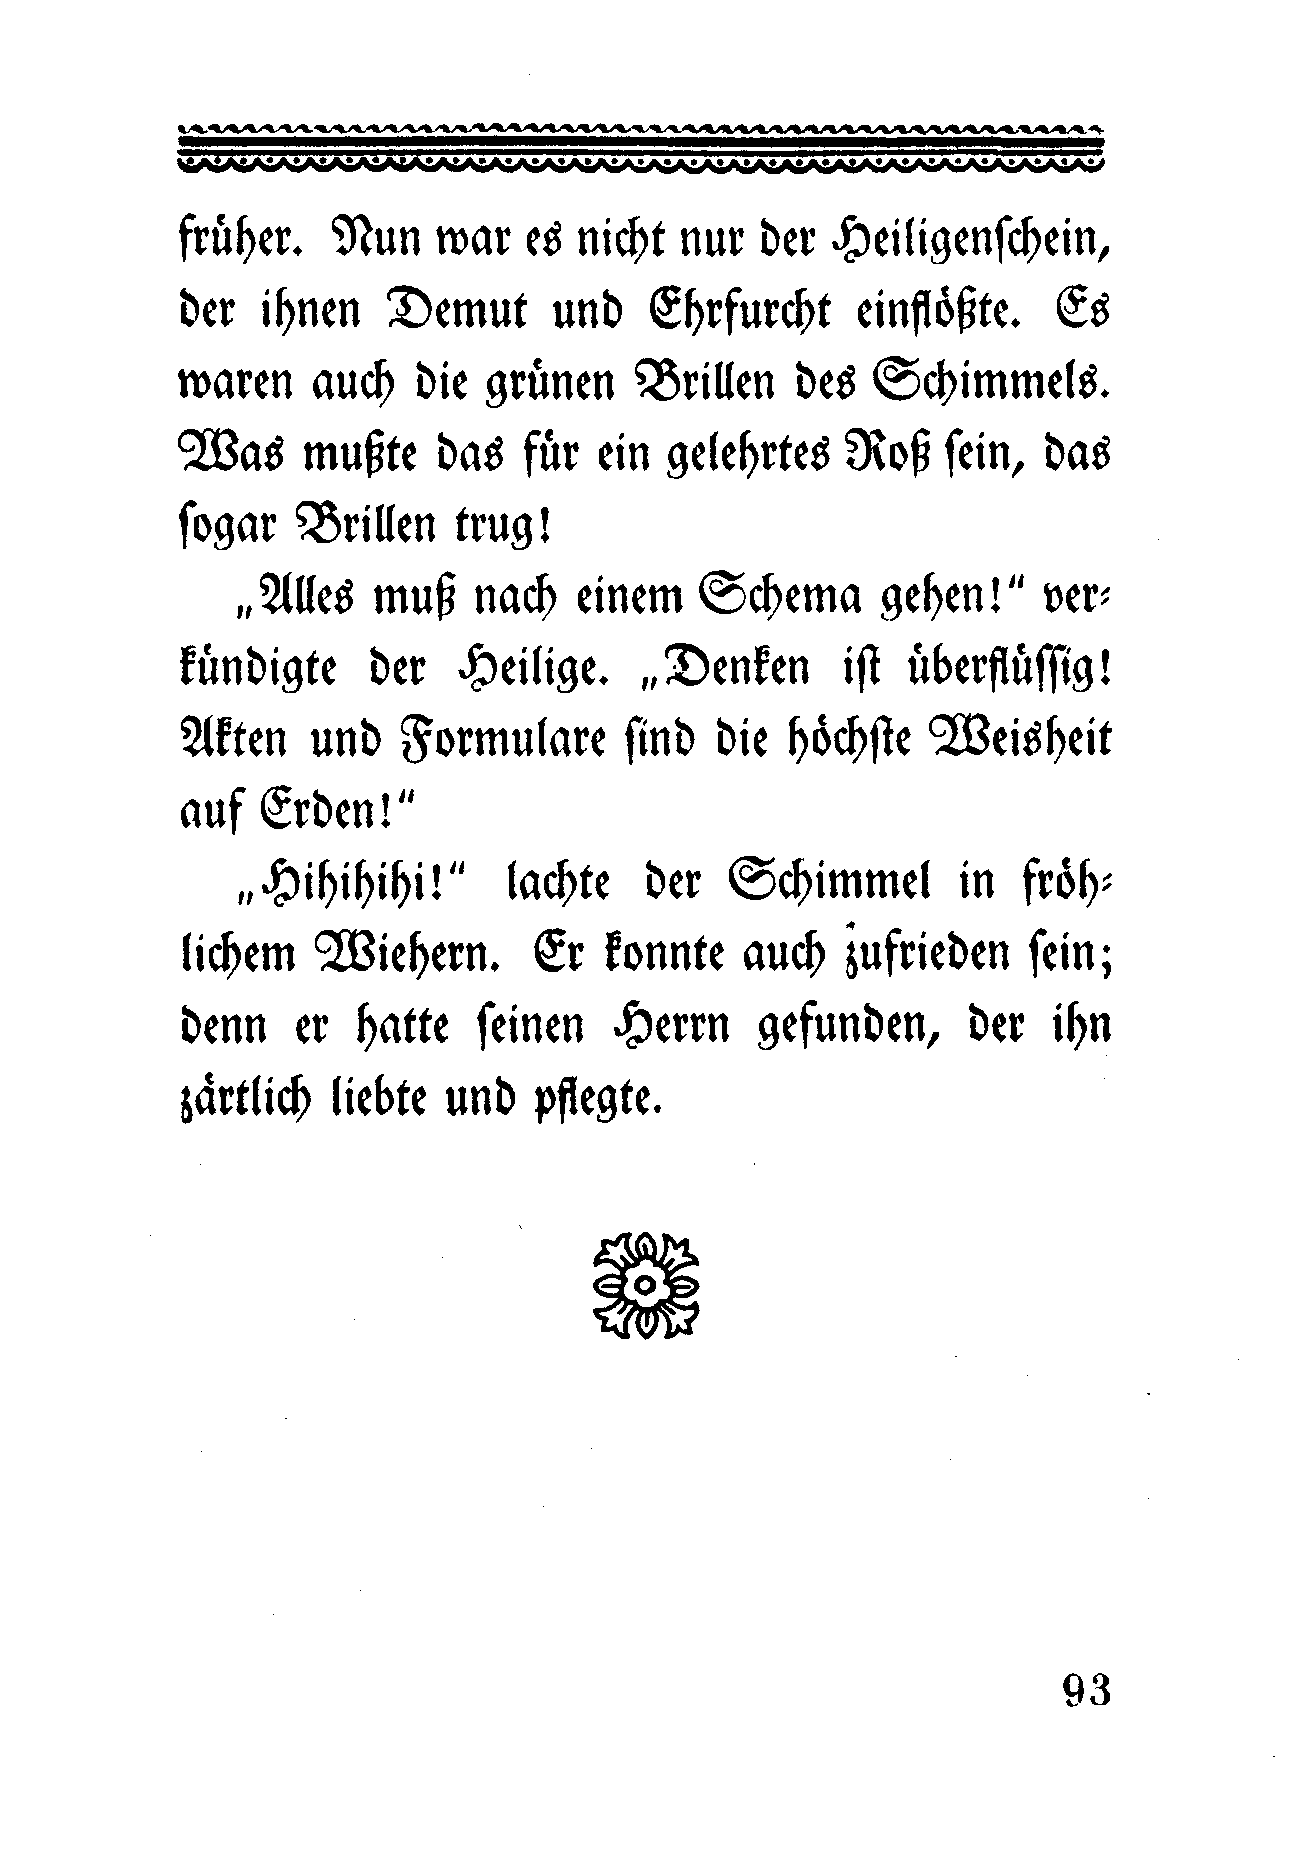 früher. Nun war es nicht nur der Heiligenſchein,
der ihnen Demut und Ehrfurcht einflößte. Es
waren auch die grünen Brillen des Schimmels.
Was mußte das für ein gelehrtes Roß ſein, das
ſogar Brillen trug!
„Alles muß nach einem Schema gehen!“ ver⸗
kündigte der Heilige. „Denken iſt überflüſſig!
Akten und Formulare ſind die höchſte Weisheit
auf Erden!“
„Hihihihi!“ lachte der Schimmel in fröh⸗
lichem Wiehern. Er konnte auch zufrieden ſein;
denn er hatte ſeinen Herrn gefunden, der ihn
zärtlich liebte und pflegte.
93